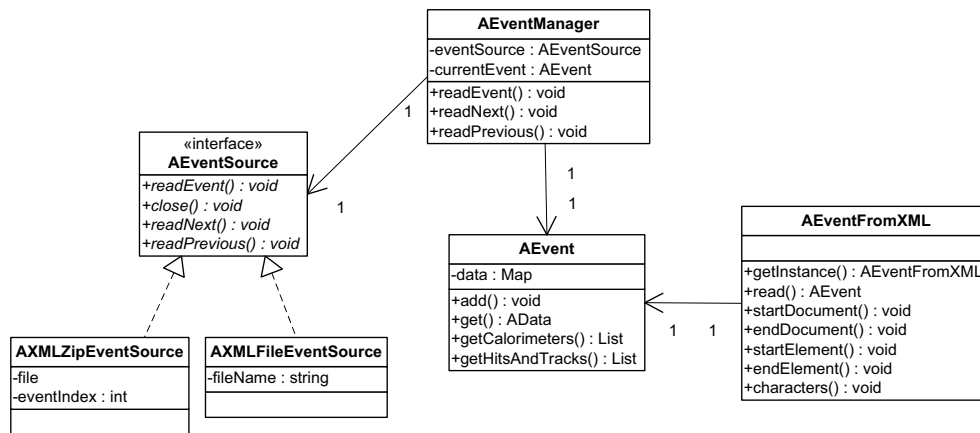 AEventManager
-eventSource : AEventSource
-currentEvent : AEvent
+readEvent() : void
+readNext() : void
+readPrevious() : void
1
«interface»
AEventSource
+readEvent() : void
+close() : void
+readNext() : void
+readPrevious() : void
1
1
1
AEvent
-data : Map
+add() : void
+get() : AData
+getCalorimeters() : List
+getHitsAndTracks() : List
AEventFromXML
+getInstance() : AEventFromXML
+read() : AEvent
+startDocument() : void
+endDocument() : void
+startElement() : void
+endElement() : void
+characters() : void
1
1
AXMLZipEventSource
-file
-eventIndex : int
AXMLFileEventSource
-fileName : string